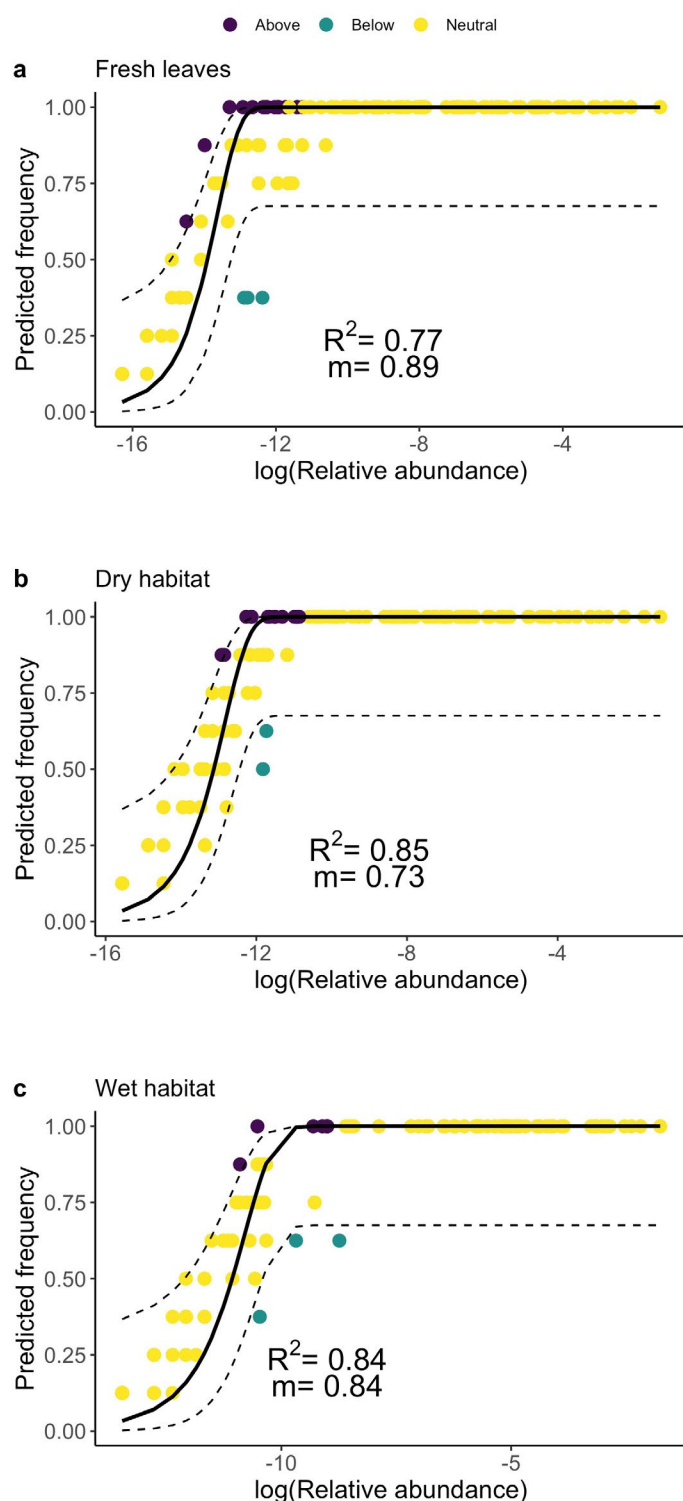 Above Below Neutral
a Fresh leaves
1.00
0.75
0.50
0.25
0.00
Predicted frequency
R2= 0.77
m= 0.89
-16 -12 -8 -4
log(Relative abundance)
b Dry habitat
1.00
0.75
0.50
0.25
0.00
Predicted frequency
R2= 0.85
m= 0.73
-16 -12 -8 -4
log(Relative abundance)
c Wet habitat
1.00
0.75
0.50
0.25
0.00
Predicted frequency
R2= 0.84
m= 0.84
-10 -5
log(Relative abundance)